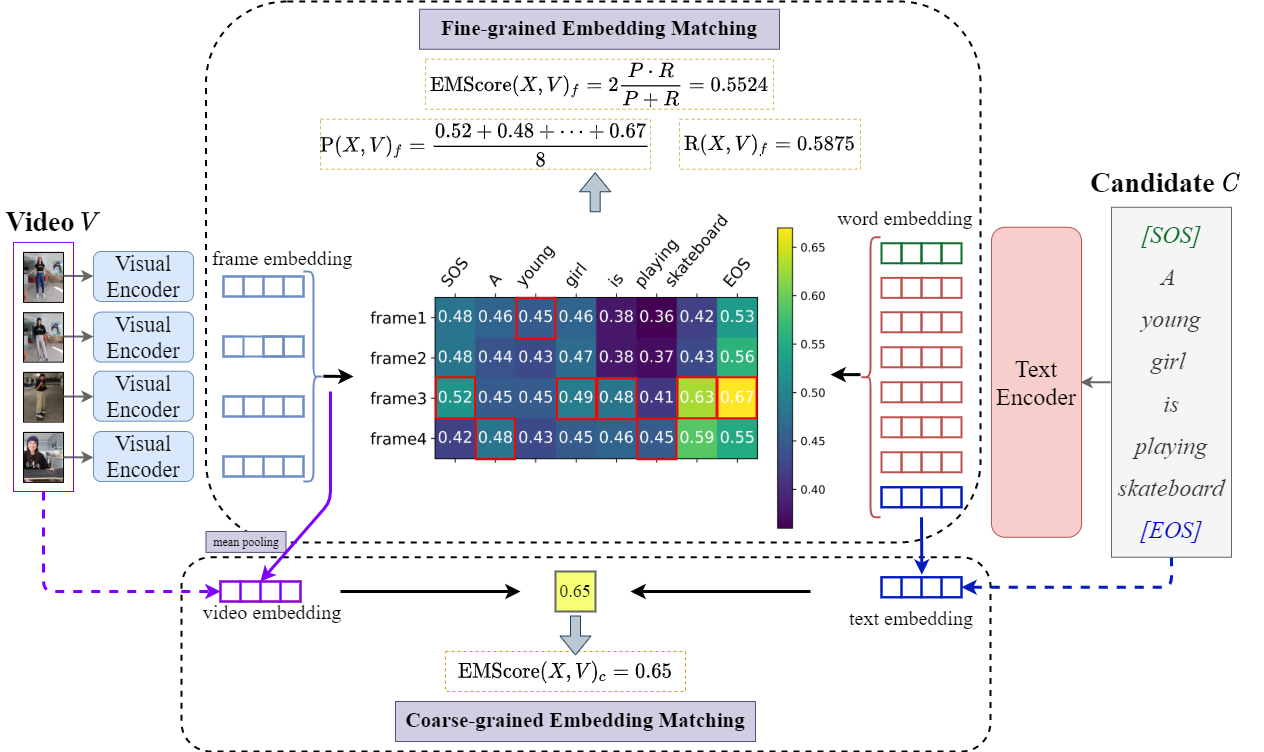 Fine-grained Embedding Matching
EMScore(X, V)_f = 2 \frac{P · R}{P + R} = 0.5524
P(X, V)_f = \frac{0.52 + 0.48 + ··· + 0.67}{8}
R(X, V)_f = 0.5875
Candidate C
Video V
[SOS]
A
young
girl
is
playing
skateboard
[EOS]
Visual
Encoder
Visual
Encoder
Visual
Encoder
Visual
Encoder
frame embedding
word embedding
Text
Encoder
SOS A young girl is playing skateboard EOS
frame1 0.48 0.46 0.45 0.46 0.38 0.36 0.42 0.53
frame2 0.48 0.44 0.43 0.47 0.38 0.37 0.43 0.56
frame3 0.52 0.45 0.45 0.49 0.48 0.41 0.63 0.67
frame4 0.42 0.48 0.43 0.45 0.46 0.45 0.59 0.55
0.65
0.60
0.55
0.50
0.45
0.40
mean pooling
video embedding
0.65
text embedding
EMScore(X, V)_c = 0.65
Coarse-grained Embedding Matching